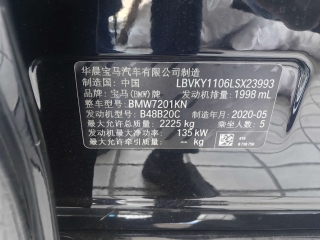 华晨宝马汽车有限公司制造
制造国：中国 LBVKY1106LSX23993
品牌：宝马(BMW)牌 发动机排量：1998 mL
整车型号：BMW7201KN
发动机型号：B48B20C 制造年月：2020-05
最大允许总质量：2225 kg 乘坐人数：5
发动机最大净功率：135 kW
最大允许牵引质量：-- kg